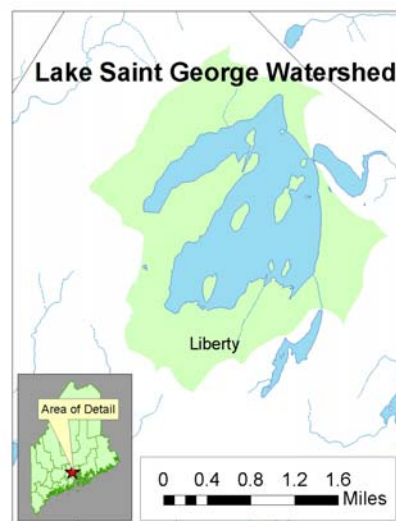 Lake Saint George Watershed
Liberty
Area of Detail
0 0.4 0.8 1.2 1.6
Miles